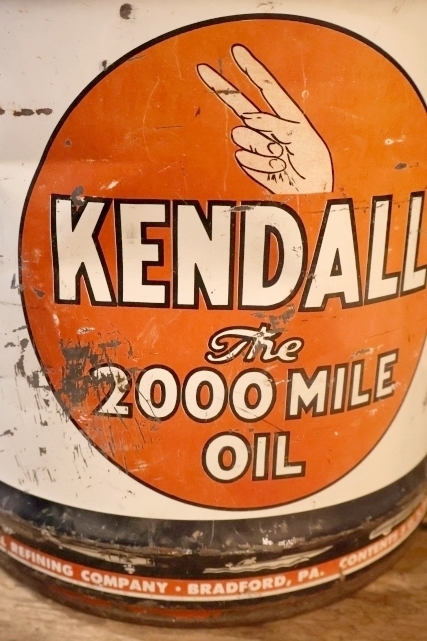 KENDALL
The
2000 MILE
OIL
REFINING COMPANY • BRADFORD, PA.